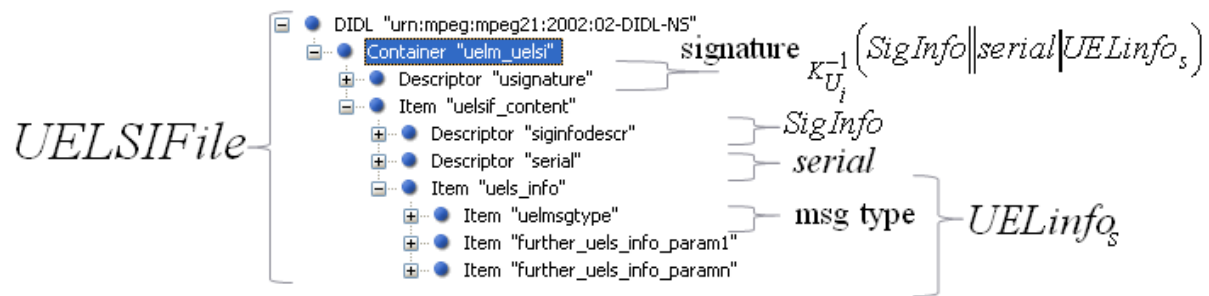 DIDL "urn:mpeg:mpeg21:2002:02-DIDL-NS"
Container "uelm_uelsi"
signature K_{U_i}^{-1}(SigInfo||serial|UELinfo_s)
Descriptor "usignature"
Item "uelsif_content"
UELSIFile
Descriptor "siginfodescr"
SigInfo
Descriptor "serial"
serial
Item "uels_info"
Item "uelmsgtype"
msg type
UELinfo_s
Item "further_uels_info_param1"
Item "further_uels_info_paramn"